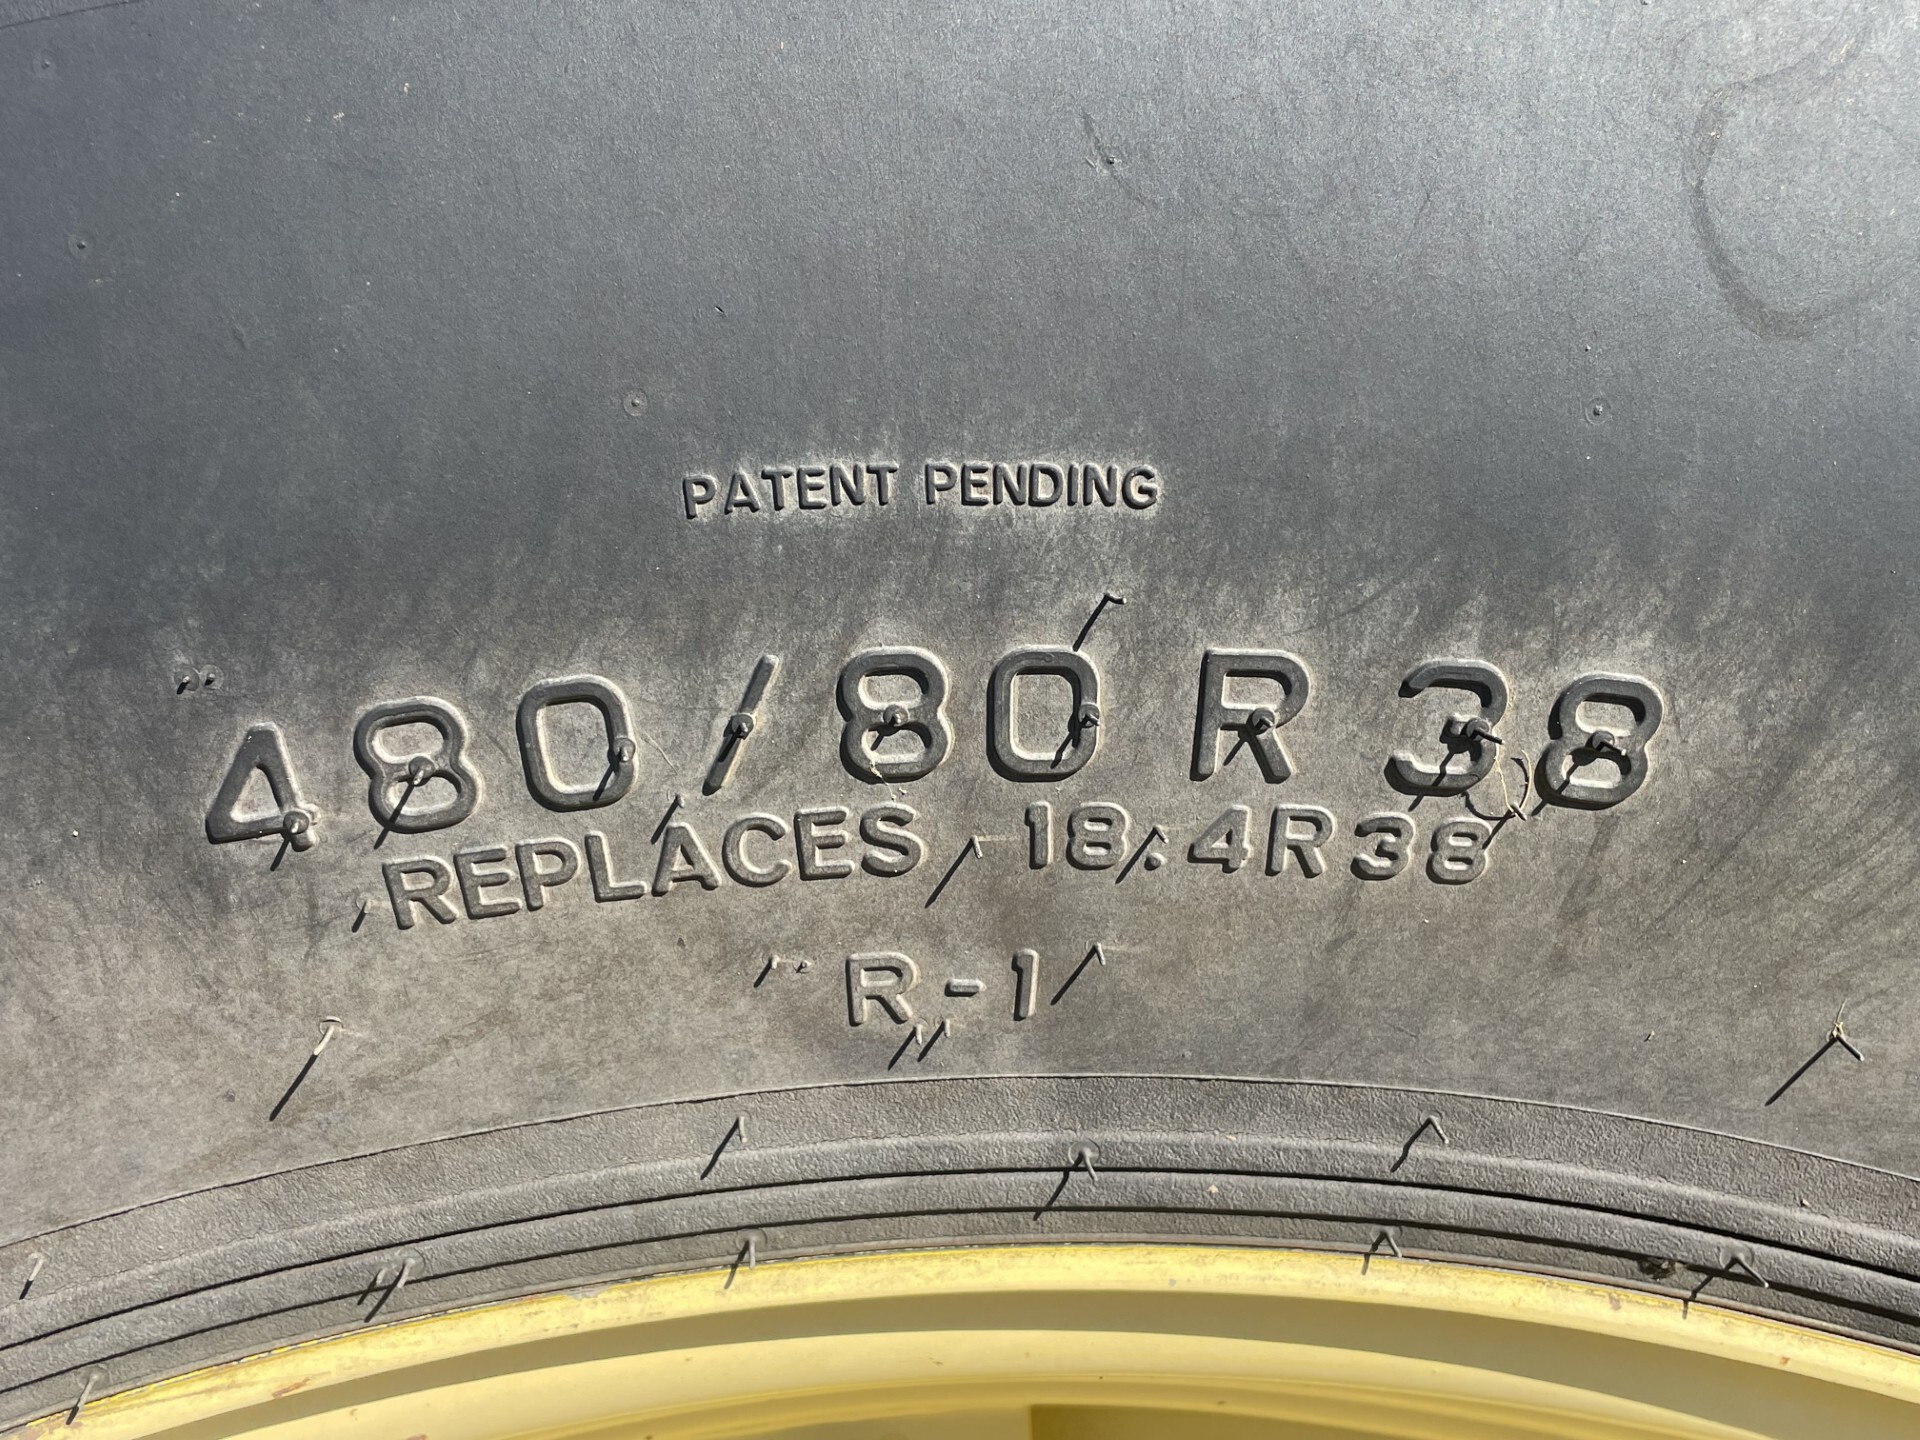 PATENT PENDING
480/80 R 38
REPLACES 18.4R38
R-1